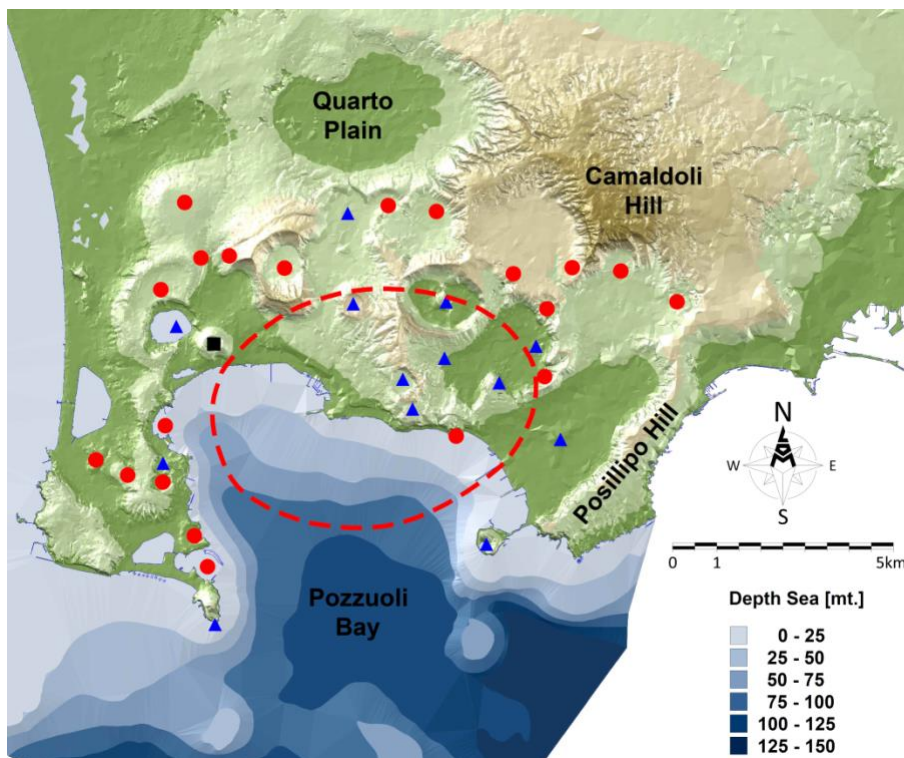 Quarto
Plain
Camaldoli
Hill
Posillipo Hill
N
W
E
S
0 1 5km
Pozzuoli
Bay
Depth Sea [mt.]
0 - 25
25 - 50
50 - 75
75 - 100
100 - 125
125 - 150